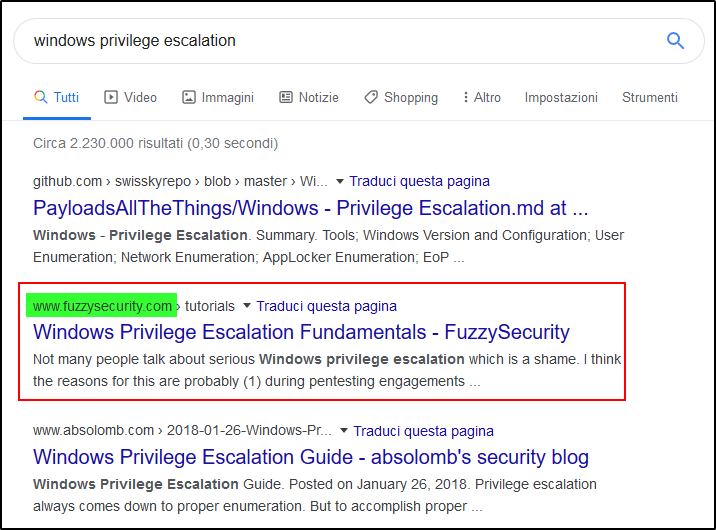 windows privilege escalation
Tutti Video Immagini Notizie Shopping Altro Impostazioni Strumenti
Circa 2.230.000 risultati (0,30 secondi)
github.com › swisskyrepo › blob › master › Wi... Traduci questa pagina
PayloadsAllTheThings/Windows - Privilege Escalation.md at ...
Windows - Privilege Escalation. Summary. Tools; Windows Version and Configuration; User
Enumeration; Network Enumeration; AppLocker Enumeration; EoP ...
www.fuzzysecurity.com › tutorials Traduci questa pagina
Windows Privilege Escalation Fundamentals - FuzzySecurity
Not many people talk about serious Windows privilege escalation which is a shame. I think
the reasons for this are probably (1) during pentesting engagements ...
www.absolomb.com › 2018-01-26-Windows-Pr... Traduci questa pagina
Windows Privilege Escalation Guide - absolomb's security blog
Windows Privilege Escalation Guide. Posted on January 26, 2018. Privilege escalation
always comes down to proper enumeration. But to accomplish proper ...